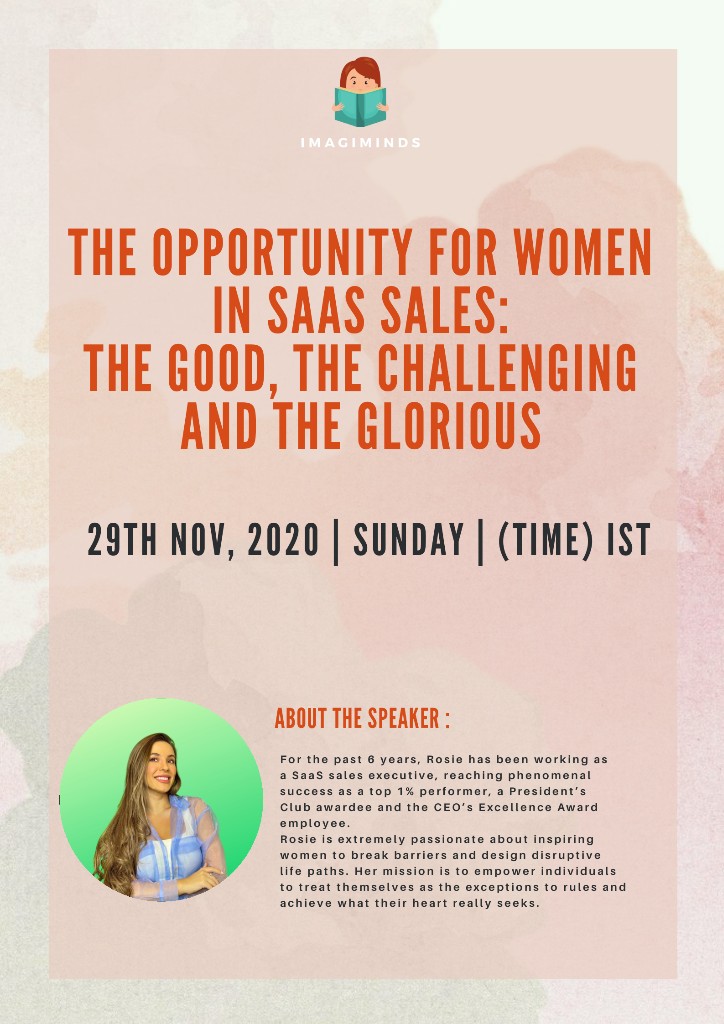 IMAGIMINDS
THE OPPORTUNITY FOR WOMEN
IN SAAS SALES:
THE GOOD, THE CHALLENGING
AND THE GLORIOUS
29TH NOV, 2020 | SUNDAY | (TIME) IST
ABOUT THE SPEAKER :
For the past 6 years, Rosie has been working as
a SaaS sales executive, reaching phenomenal
success as a top 1% performer, a President's
Club awardee and the CEO's Excellence Award
employee.
Rosie is extremely passionate about inspiring
women to break barriers and design disruptive
life paths. Her mission is to empower individuals
to treat themselves as the exceptions to rules and
achieve what their heart really seeks.